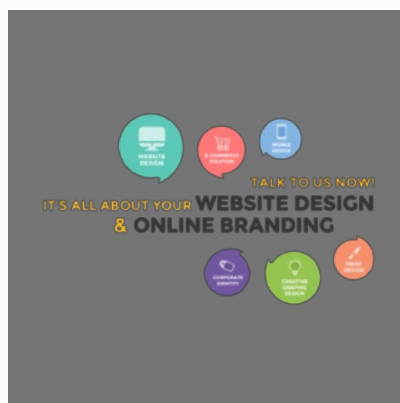 WEBSITE
DESIGN
E-COMMERCE
SOLUTION
MOBILE
DESIGN
TALK TO US NOW!
IT'S ALL ABOUT YOUR WEBSITE DESIGN
& ONLINE BRANDING
CORPORATE
IDENTITY
CREATIVE
GRAPHIC
DESIGN
PRINT
DESIGN